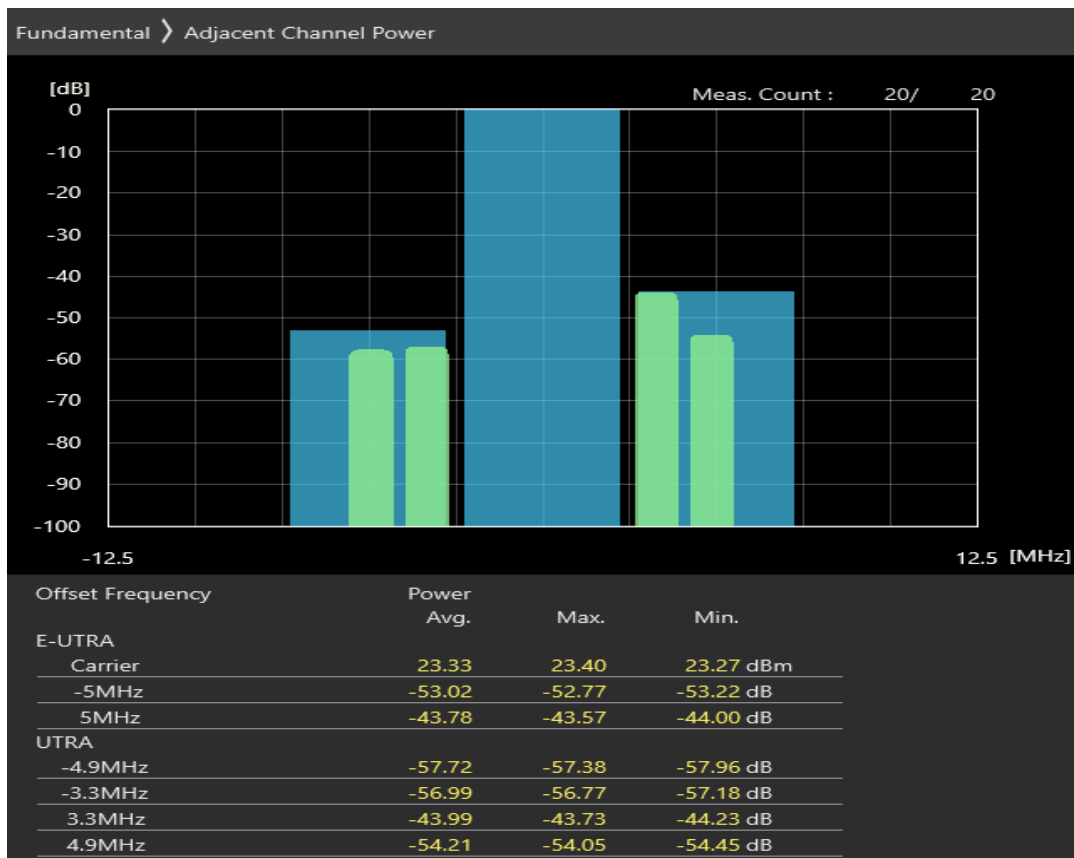 Fundamental 〉 Adjacent Channel Power
[dB]
Meas. Count : 20/ 20
0
-10
-20
-30
-40
-50
-60
-70
-80
-90
-100
-12.5 12.5 [MHz]
Offset Frequency Power
Avg. Max. Min.
E-UTRA
Carrier 23.33 23.40 23.27 dBm
-5MHz -53.02 -52.77 -53.22 dB
5MHz -43.78 -43.57 -44.00 dB
UTRA
-4.9MHz -57.72 -57.38 -57.96 dB
-3.3MHz -56.99 -56.77 -57.18 dB
3.3MHz -43.99 -43.73 -44.23 dB
4.9MHz -54.21 -54.05 -54.45 dB